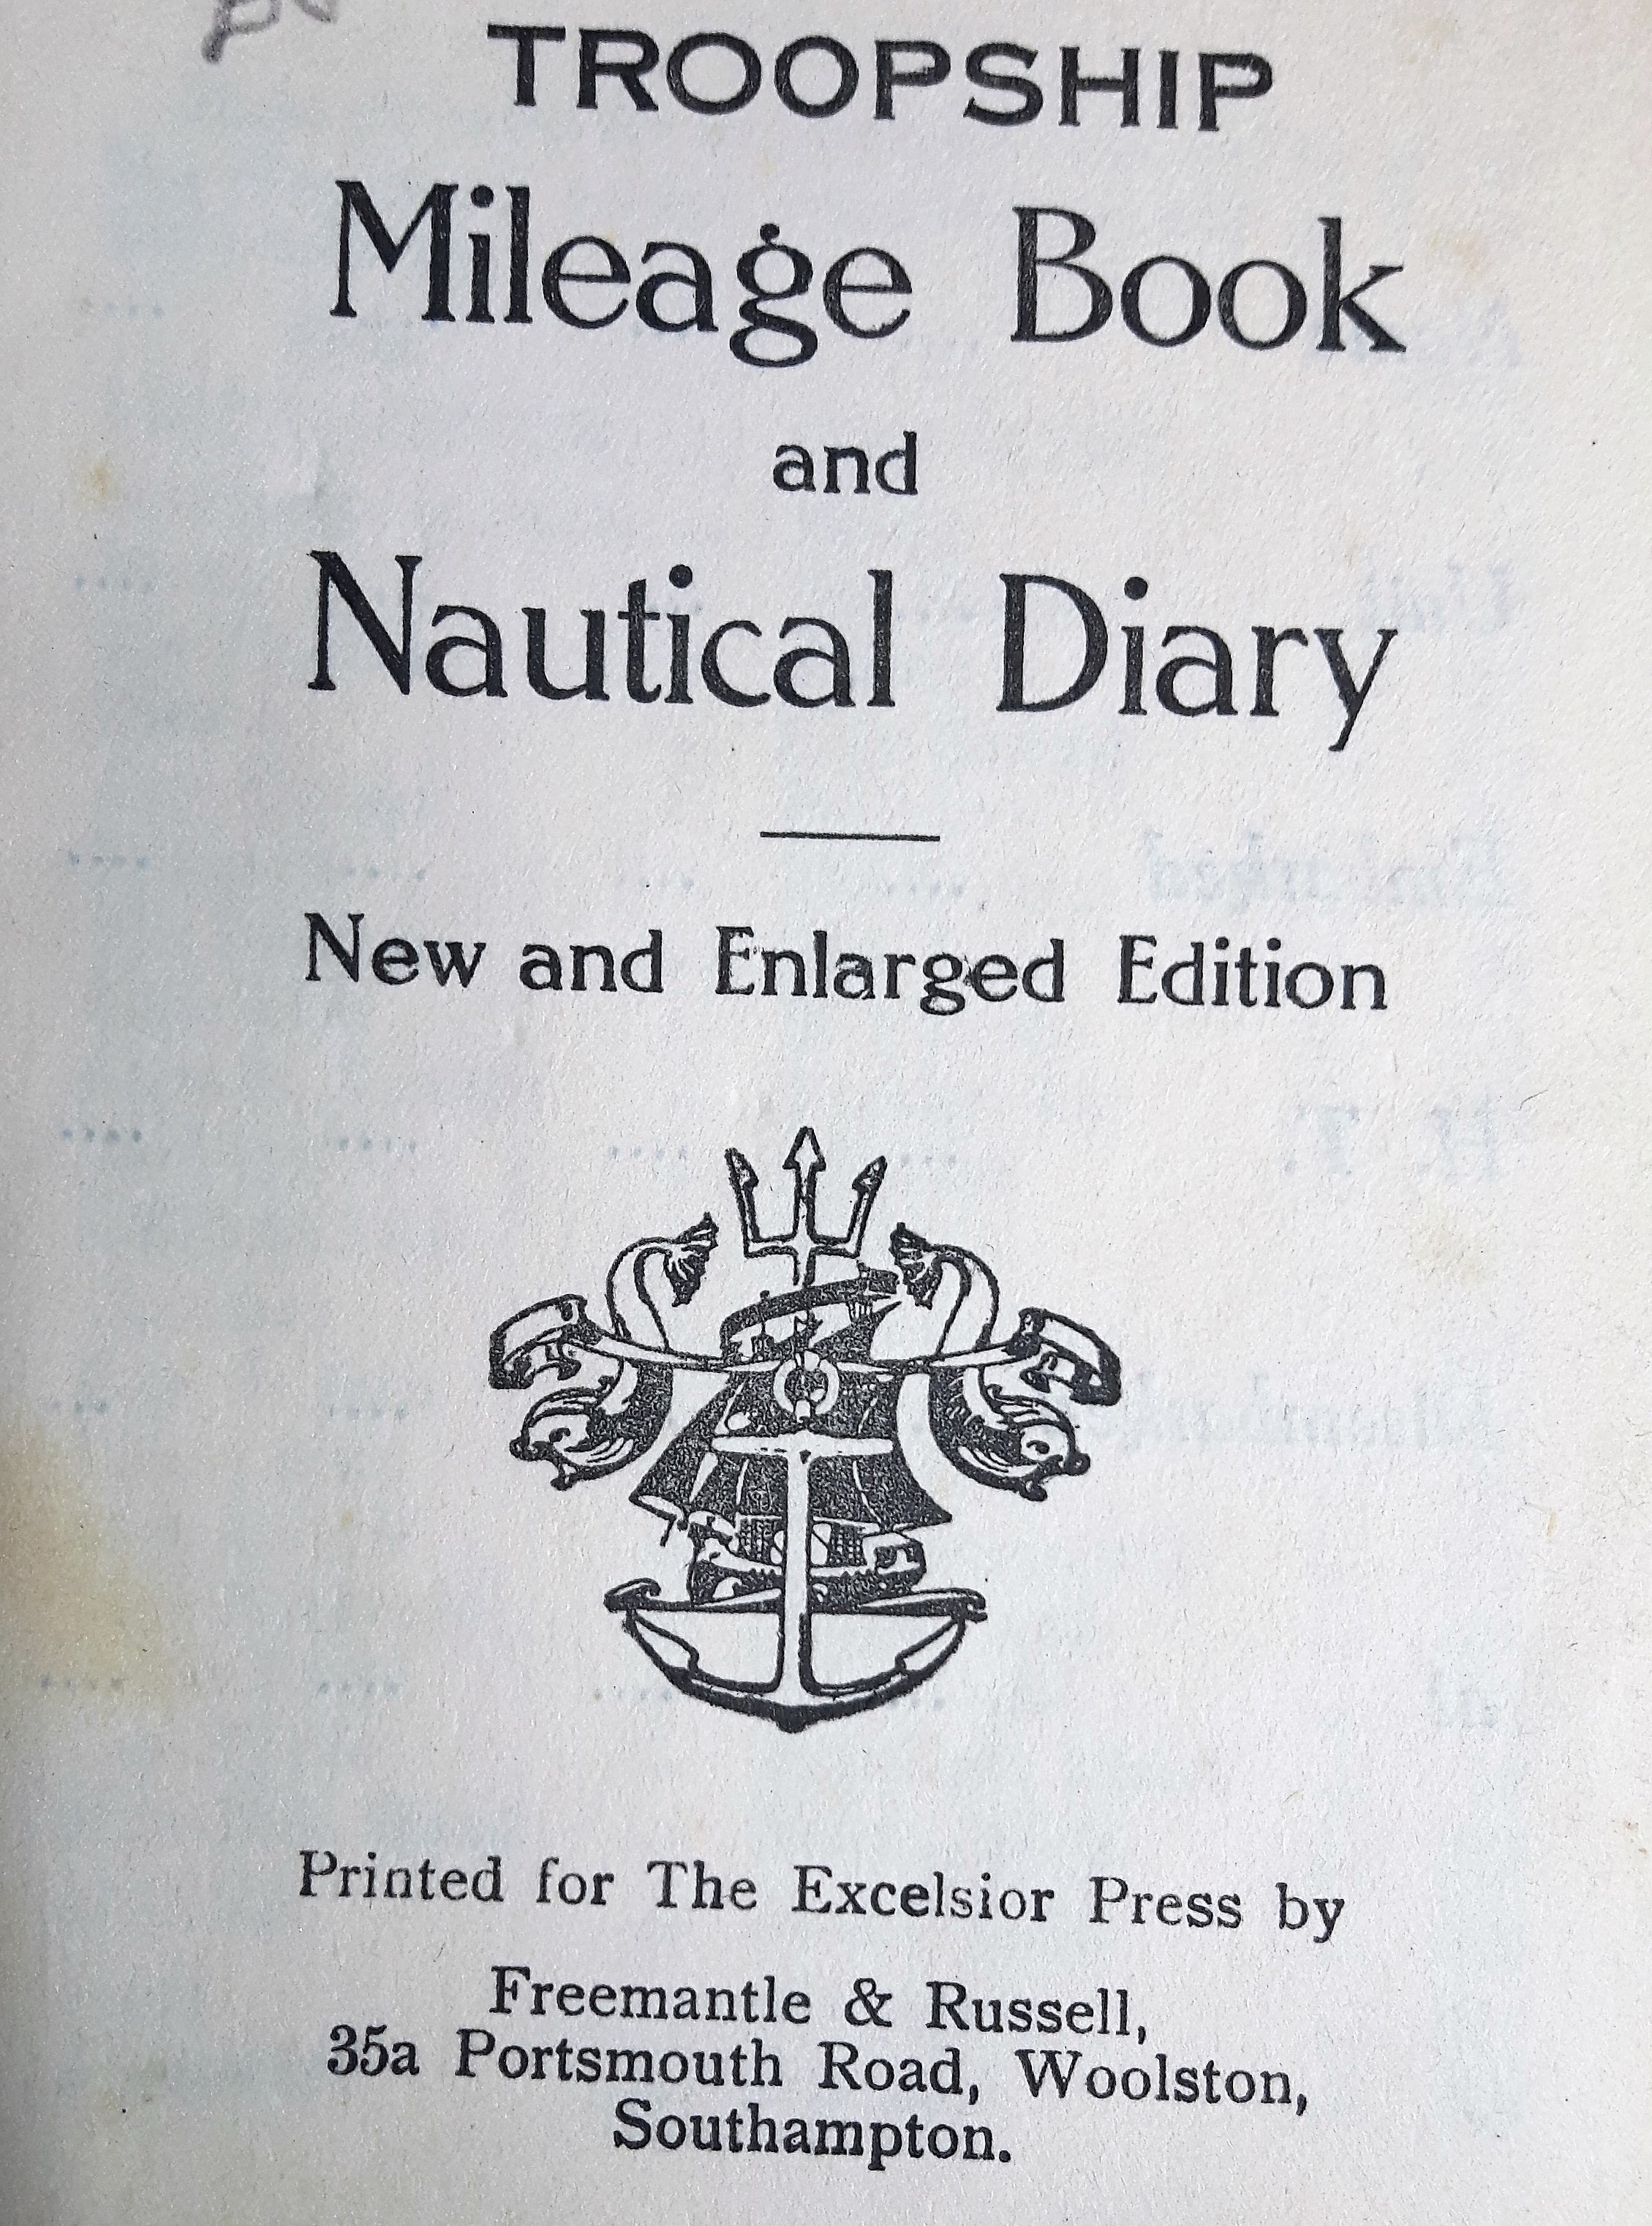 TROOPSHIP
Mileage Book
and
Nautical Diary
New and Enlarged Edition
Printed for The Excelsior Press by
Freemantle & Russell,
35a Portsmouth Road, Woolston,
Southampton.